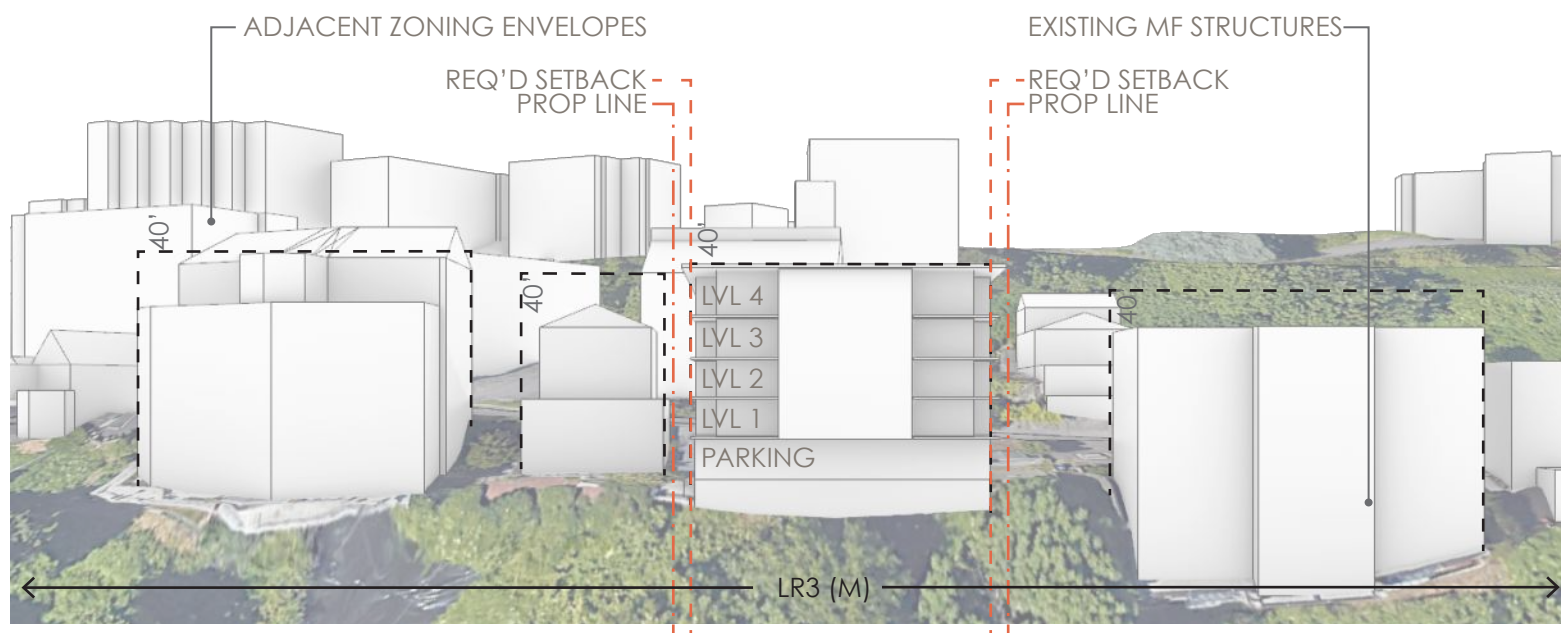 ADJACENT ZONING ENVELOPES
EXISTING MF STRUCTURES
REQ'D SETBACK
PROP LINE
REQ'D SETBACK
PROP LINE
40'
40'
40'
40'
LVL 4
LVL 3
LVL 2
LVL 1
PARKING
LR3 (M)